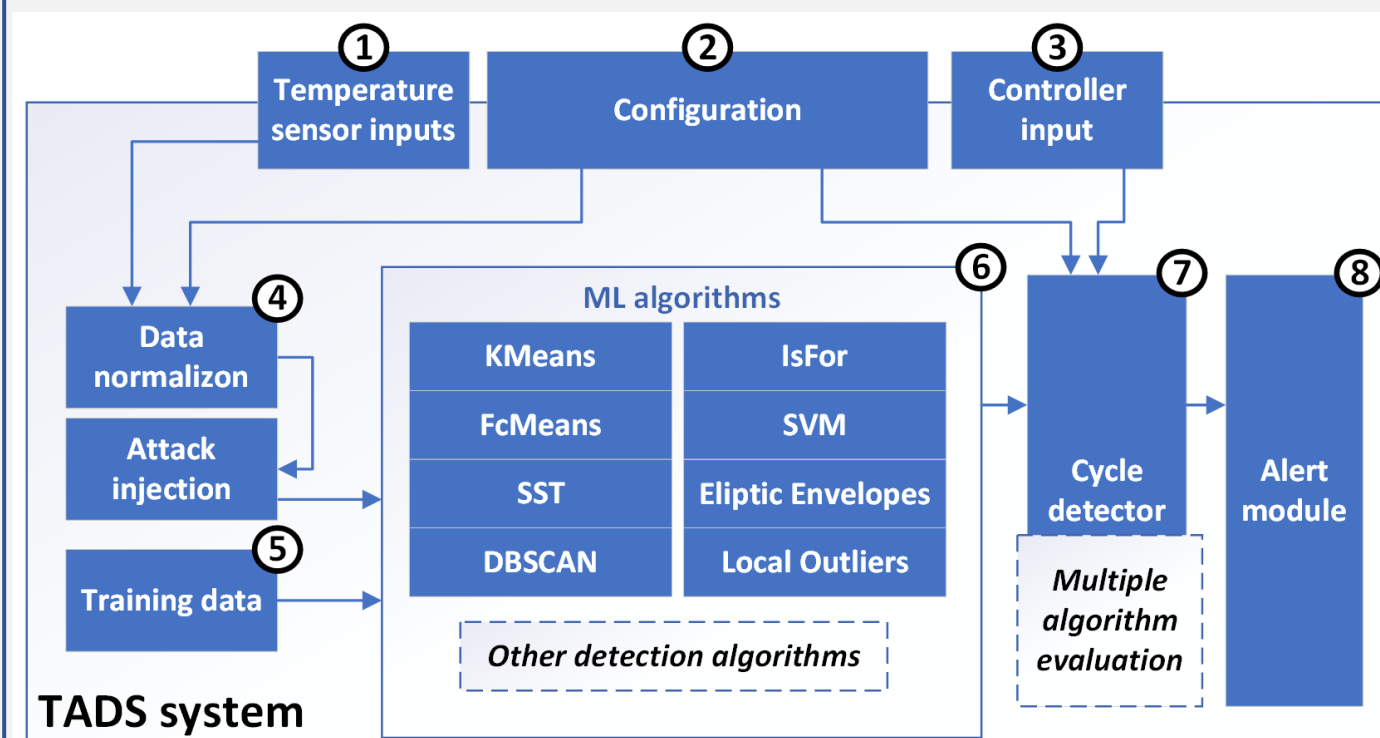 1
Temperature
sensor inputs
2
Configuration
3
Controller
input
4
Data
normalizon
Attack
injection
5
Training data
6
ML algorithms
KMeans
IsFor
FcMeans
SVM
SST
Eliptic Envelopes
DBSCAN
Local Outliers
Other detection algorithms
7
Cycle
detector
Multiple
algorithm
evaluation
8
Alert
module
TADS system